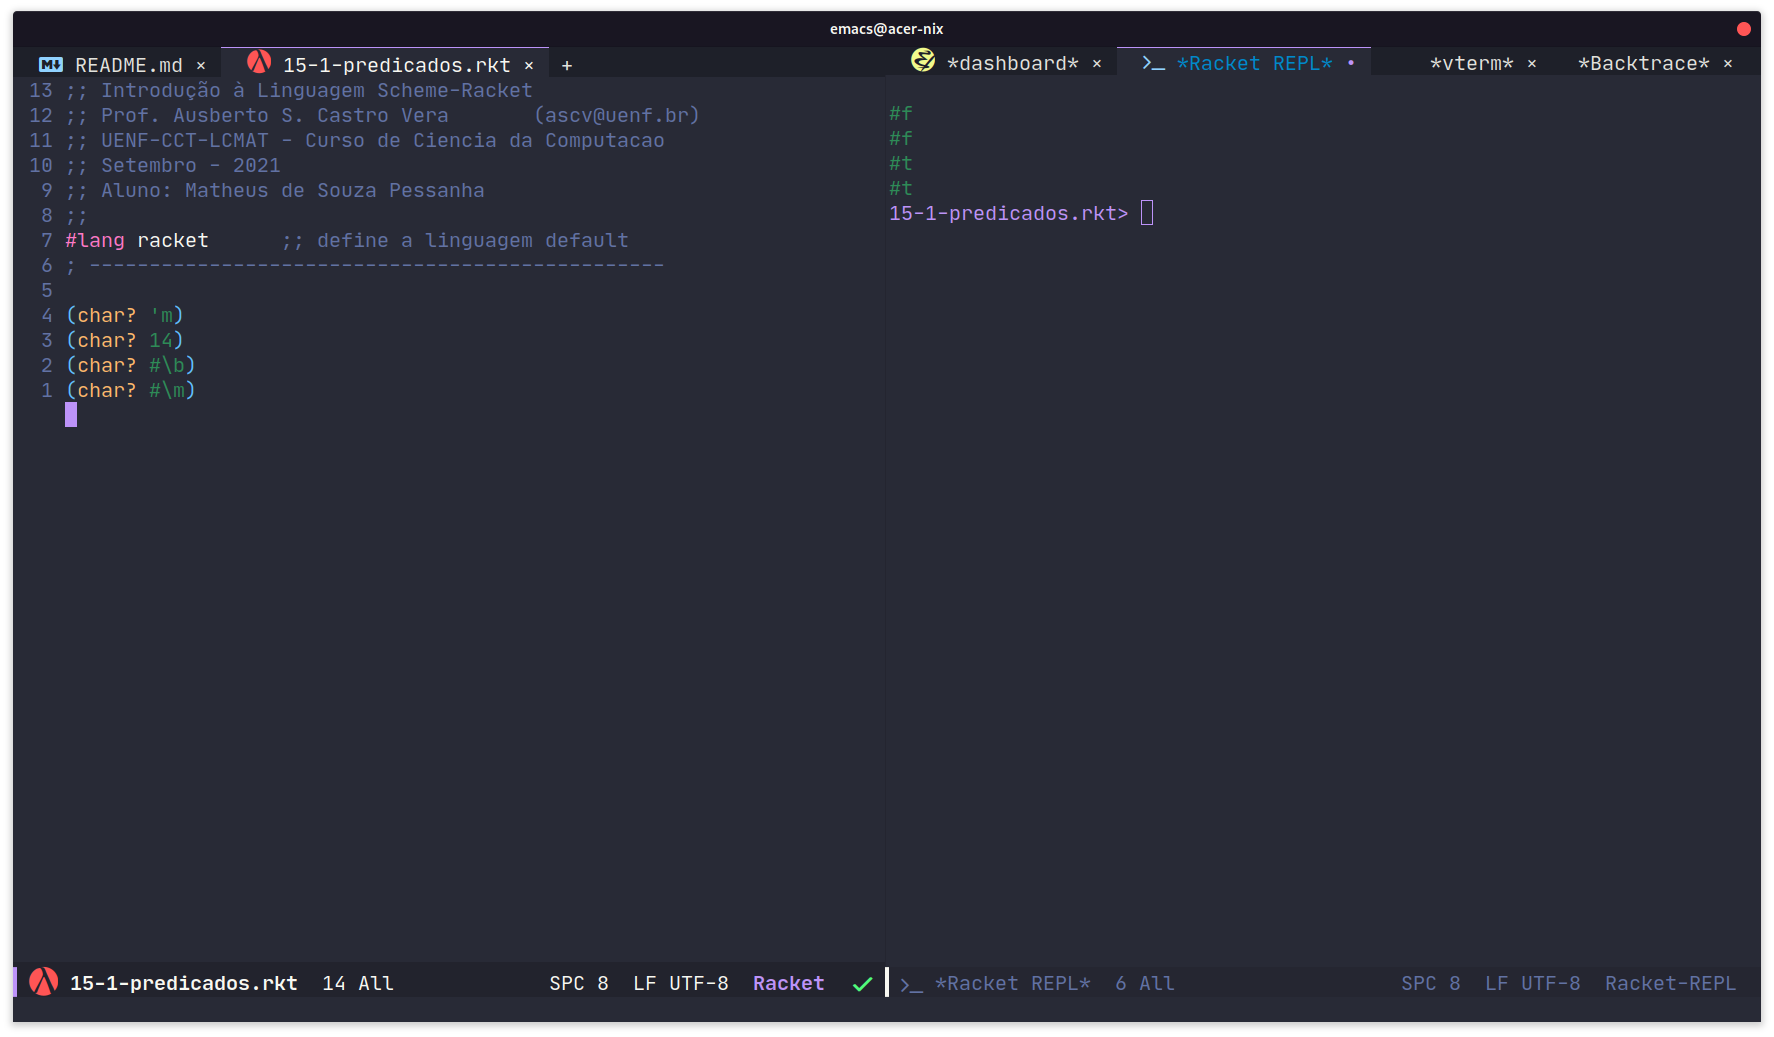 emacs@acer-nix
README.md × 15-1-predicados.rkt × +
13 ;; Introdução à Linguagem Scheme-Racket
12 ;; Prof. Ausberto S. Castro Vera (ascv@uenf.br)
11 ;; UENF-CCT-LCMAT - Curso de Ciencia da Computacao
10 ;; Setembro - 2021
9 ;; Aluno: Matheus de Souza Pessanha
8 ;;
7 #lang racket ;; define a linguagem default
6 ; ------------------------------------------------
5
4 (char? 'm)
3 (char? 14)
2 (char? #\b)
1 (char? #\m)
15-1-predicados.rkt 14 All SPC 8 LF UTF-8 Racket
*dashboard* × >_ *Racket REPL* • *vterm* × *Backtrace* ×
#f
#f
#t
#t
15-1-predicados.rkt>
>_ *Racket REPL* 6 All SPC 8 LF UTF-8 Racket-REPL